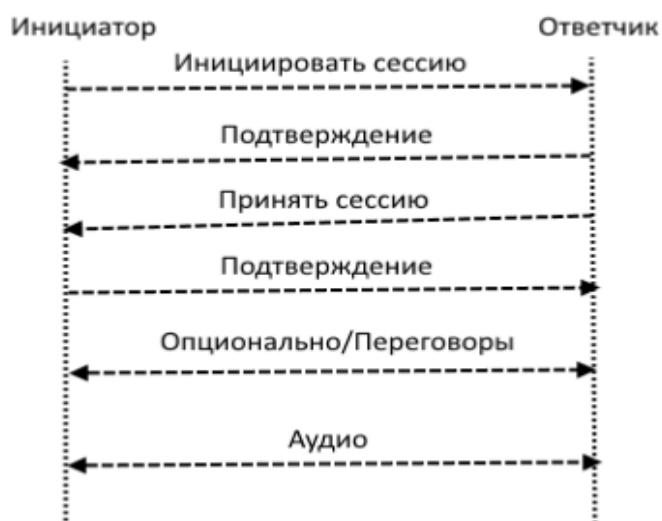 Инициатор
Ответчик
Инициировать сессию
Подтверждение
Принять сессию
Подтверждение
Опционально/Переговоры
Аудио